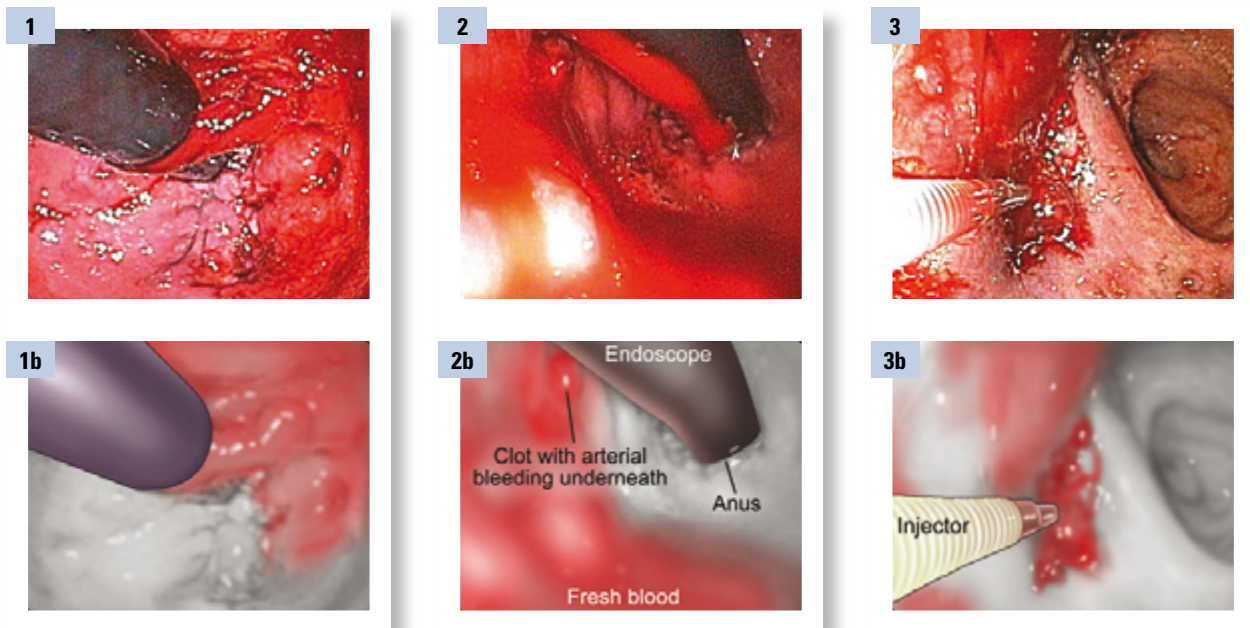 1
2
3
1b
2b
3b
Endoscope
Clot with arterial
bleeding underneath
Anus
Fresh blood
Injector